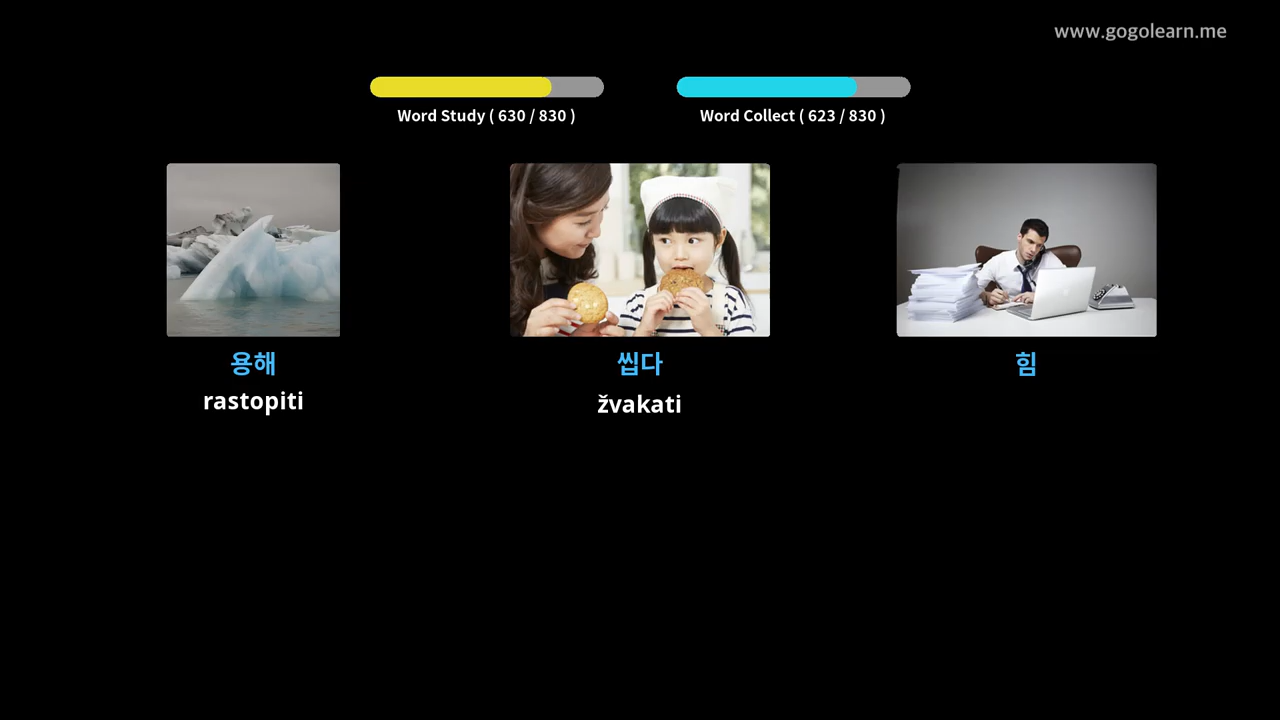 www.gogolearn.me
Word Study ( 630 / 830 )
Word Collect ( 623 / 830 )
용해
씹다
힘
rastopiti
žvakati